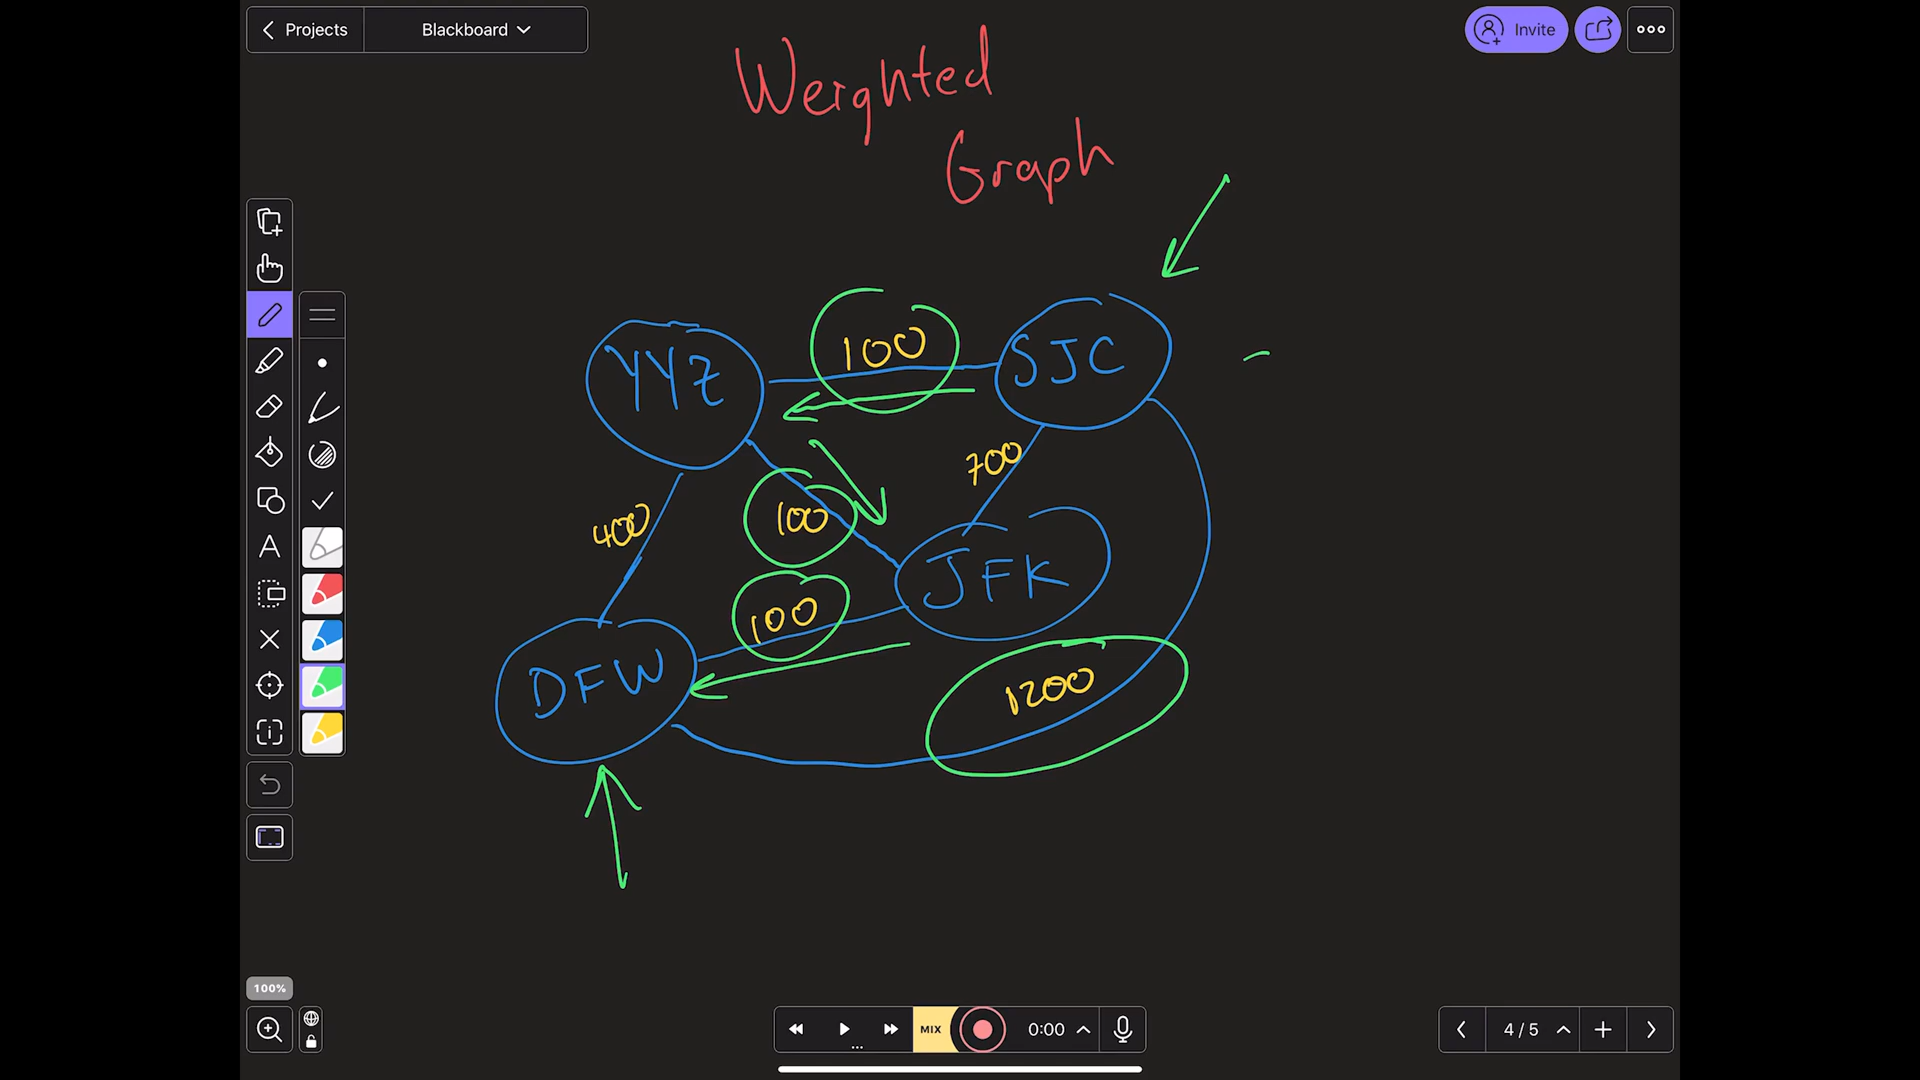 Projects
Blackboard
Invite
Weighted
Graph
100
SJC
YYZ
700
400
100
JFK
100
DFW
1200
100%
MIX
0:00
4 / 5